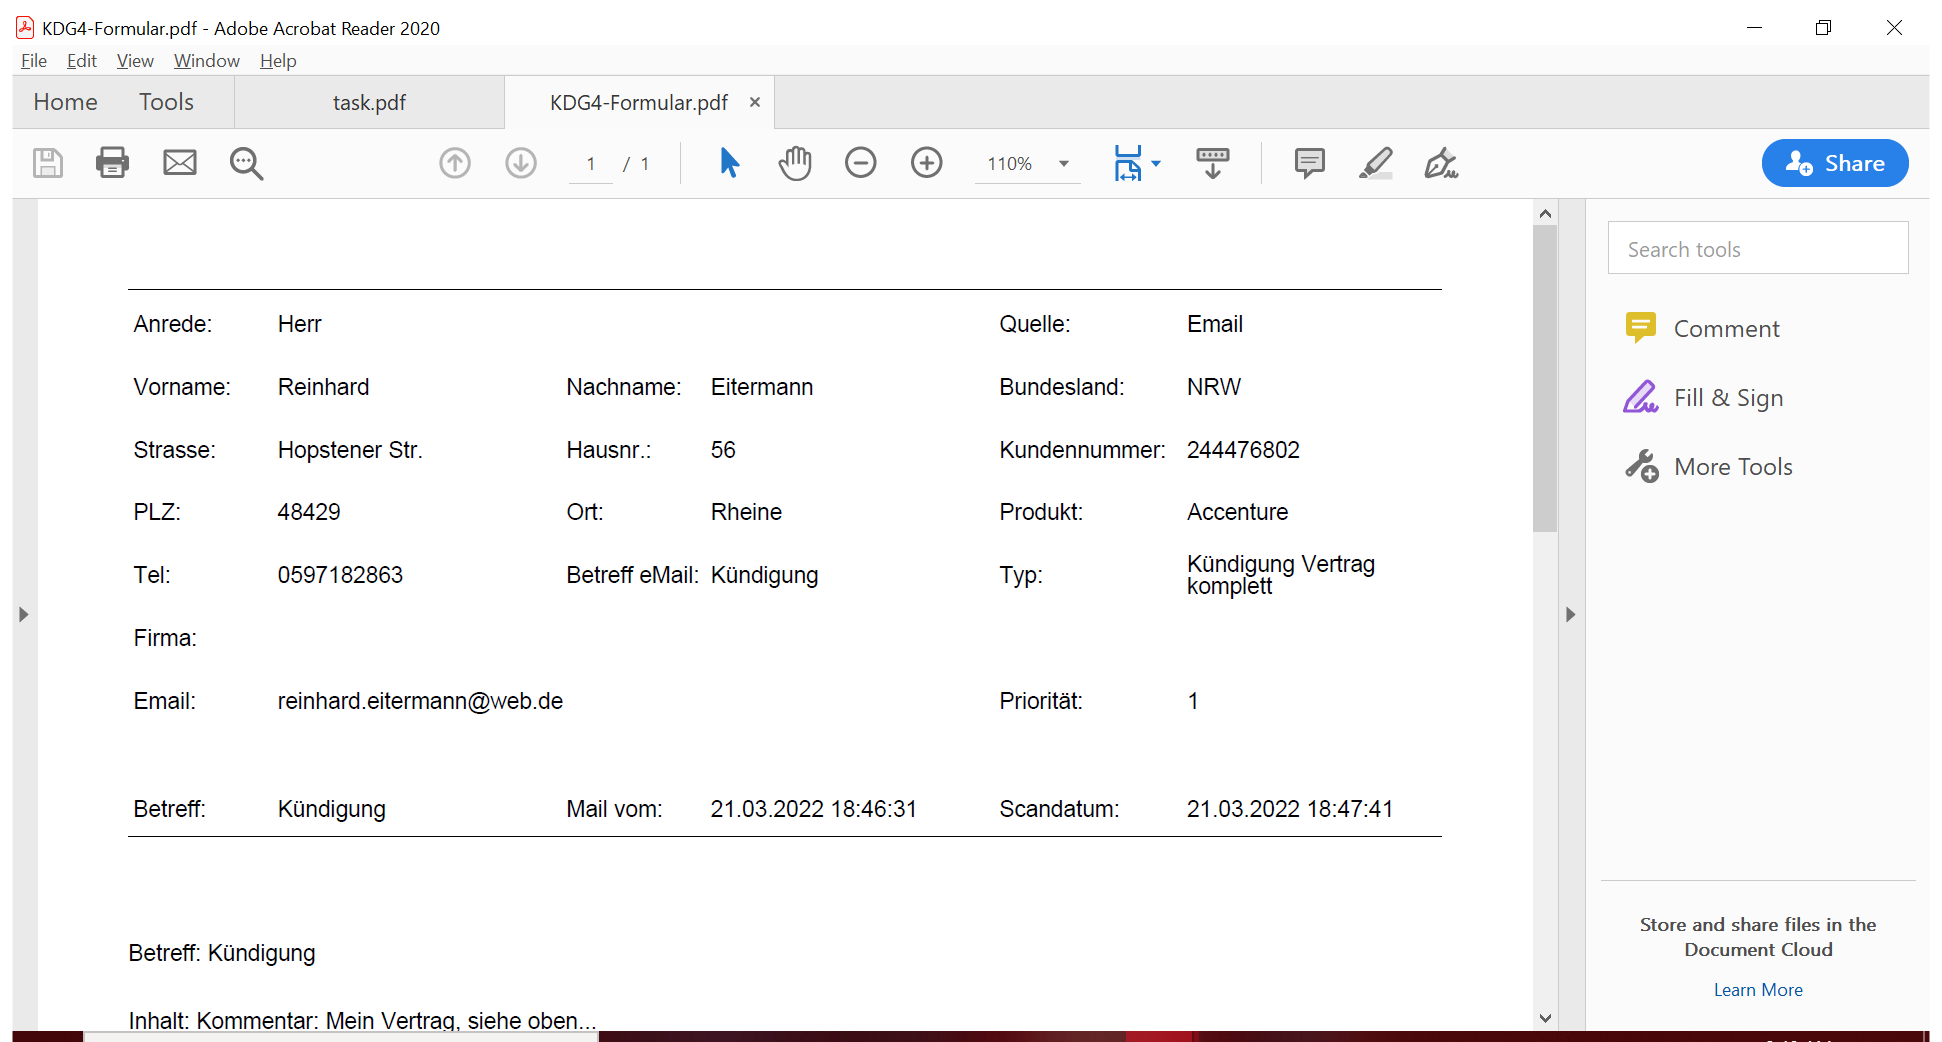 KDG4-Formular.pdf - Adobe Acrobat Reader 2020
File Edit View Window Help
Home Tools task.pdf KDG4-Formular.pdf ×
1 / 1 110% Share
Search tools
Comment
Fill & Sign
More Tools
Anrede: Herr Quelle: Email
Vorname: Reinhard Nachname: Eitermann Bundesland: NRW
Strasse: Hopstener Str. Hausnr.: 56 Kundennummer: 244476802
PLZ: 48429 Ort: Rheine Produkt: Accenture
Tel: 0597182863 Betreff eMail: Kündigung Typ: Kündigung Vertrag
komplett
Firma:
Email: reinhard.eitermann@web.de Priorität: 1
Betreff: Kündigung Mail vom: 21.03.2022 18:46:31 Scandatum: 21.03.2022 18:47:41
Betreff: Kündigung
Inhalt: Kommentar: Mein Vertrag, siehe oben...
Store and share files in the
Document Cloud
Learn More